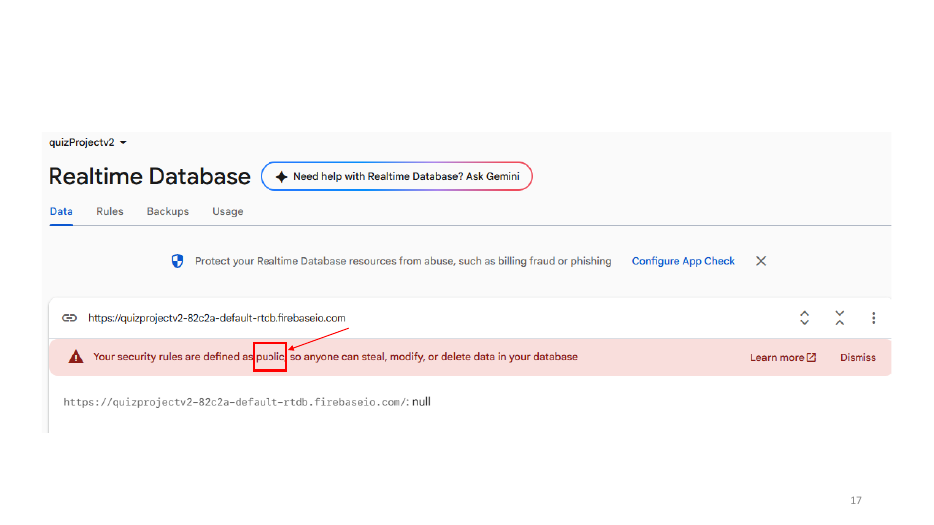 quizProjectv2
Realtime Database
Need help with Realtime Database? Ask Gemini
Data Rules Backups Usage
Protect your Realtime Database resources from abuse, such as billing fraud or phishing Configure App Check
https://quizprojectv2-82c2a-default-rtdb.firebaseio.com
Your security rules are defined as public, so anyone can steal, modify, or delete data in your database Learn more Dismiss
https://quizprojectv2-82c2a-default-rtdb.firebaseio.com/: null
17